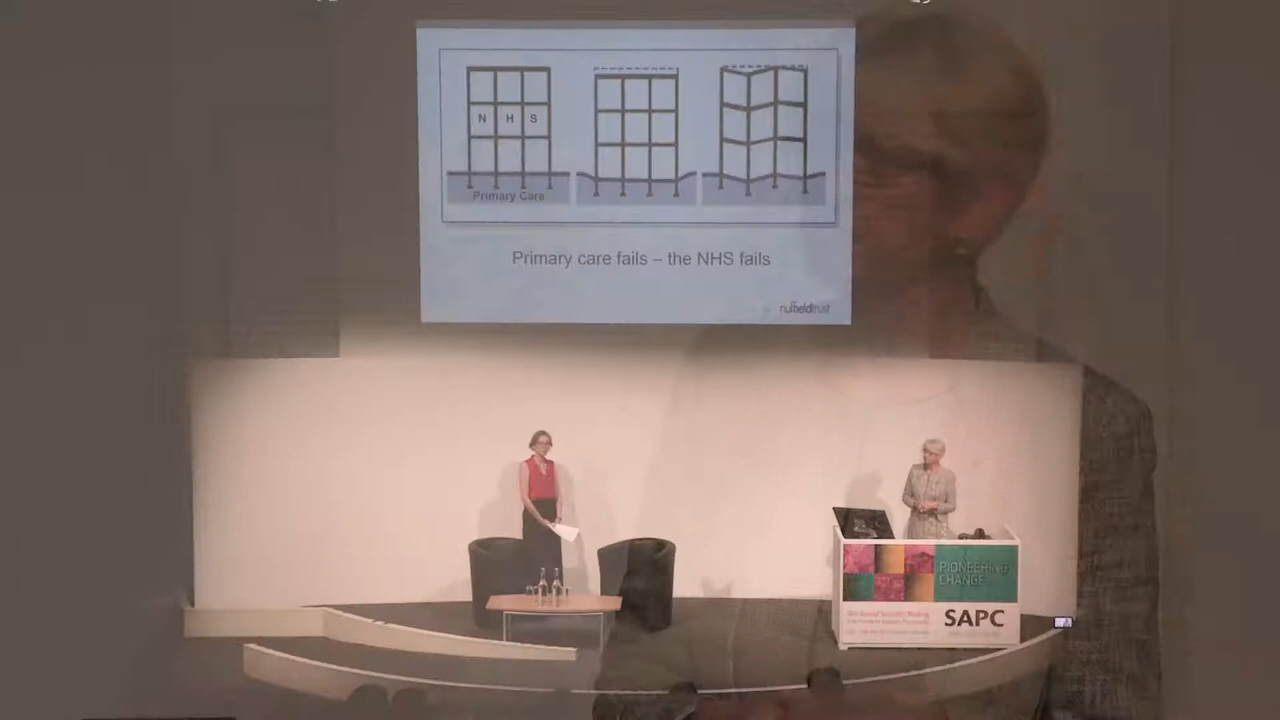 N H S
Primary Care
Primary care fails – the NHS fails
nuffieldtrust
PIONEERING
CHANGE
SAPC